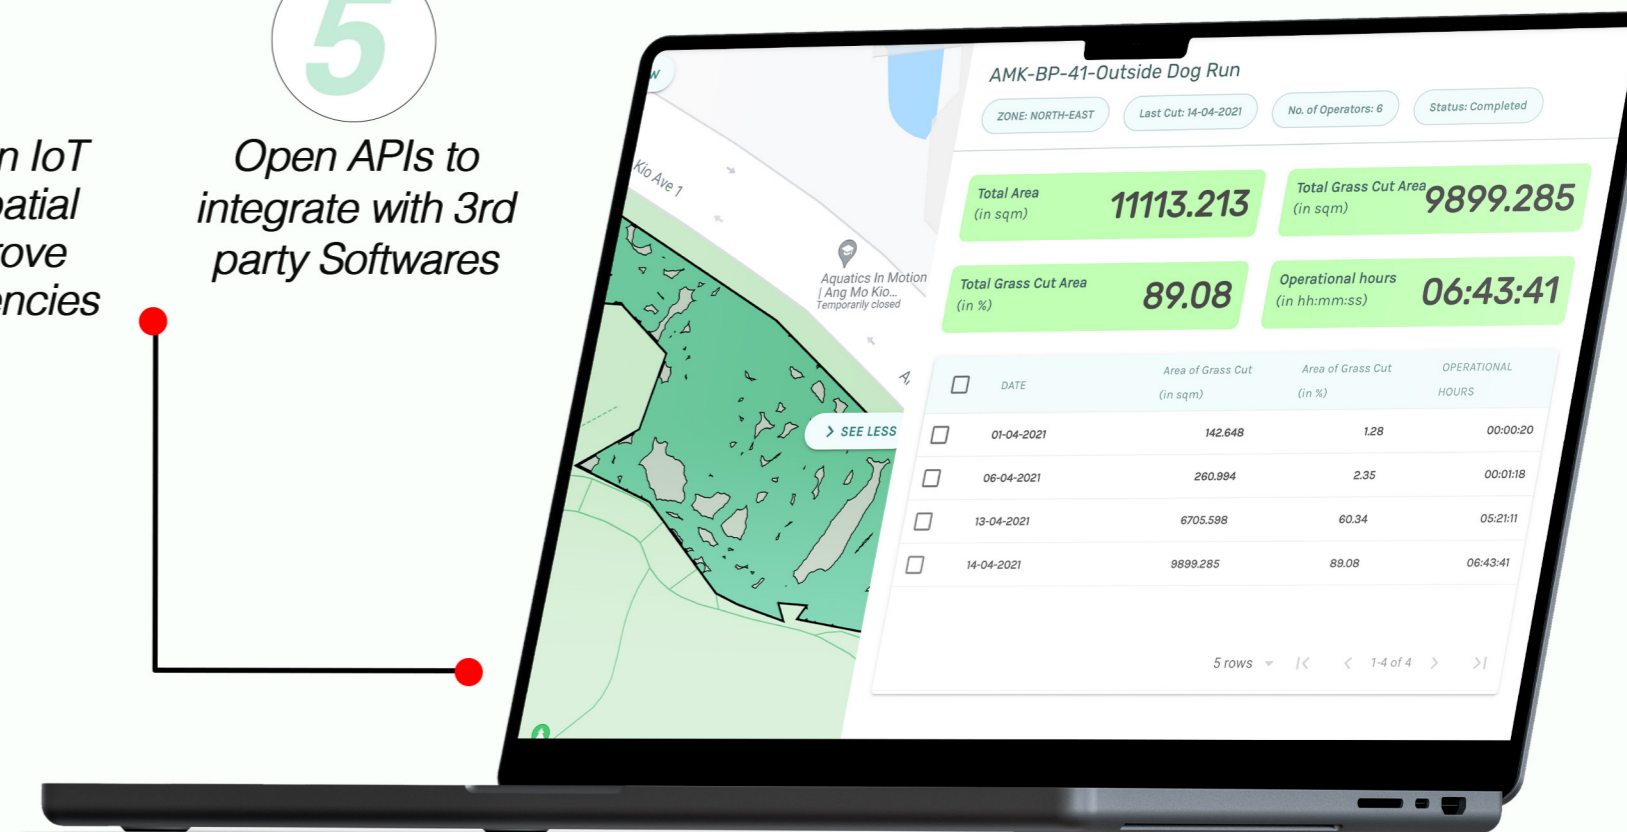 5
Open APIs to
integrate with 3rd
party Softwares
IoT
Kio Ave 1
Aquatics In Motion
| Ang Mo Kio...
Temporarily closed
> SEE LESS
AMK-BP-41-Outside Dog Run
ZONE: NORTH-EAST Last Cut: 14-04-2021 No. of Operators: 6 Status: Completed
Total Area
(in sqm)
11113.213
Total Grass Cut Area
(in sqm)
9899.285
Total Grass Cut Area
(in %)
89.08
Operational hours
(in hh:mm:ss)
06:43:41
DATE Area of Grass Cut (in sqm) Area of Grass Cut (in %) OPERATIONAL HOURS
01-04-2021 142.648 1.28 00:00:20
06-04-2021 260.994 2.35 00:01:18
13-04-2021 6705.598 60.34 05:21:11
14-04-2021 9899.285 89.08 06:43:41
5 rows |< < 1-4 of 4 > >|